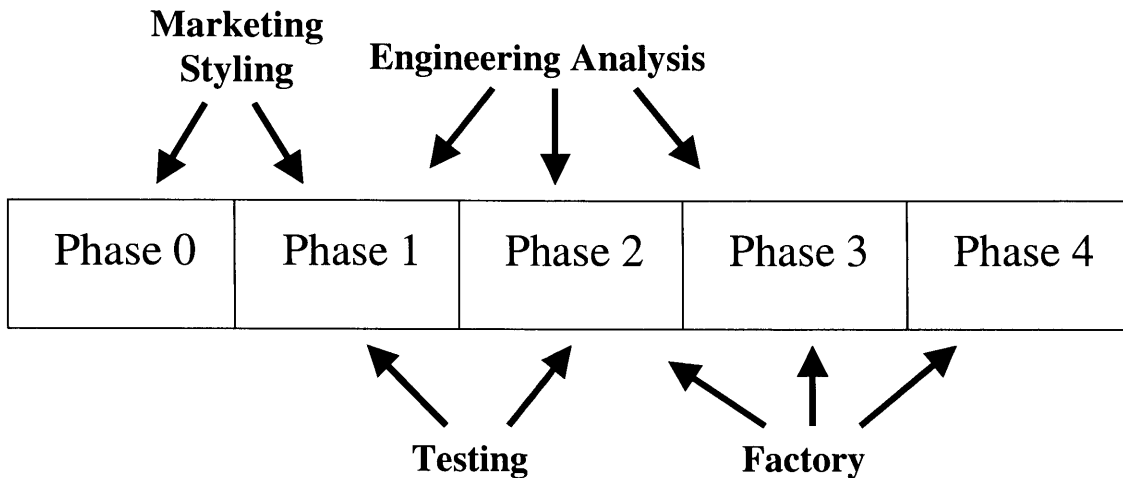 Marketing
Styling
Engineering Analysis
Phase 0
Phase 1
Phase 2
Phase 3
Phase 4
Testing
Factory